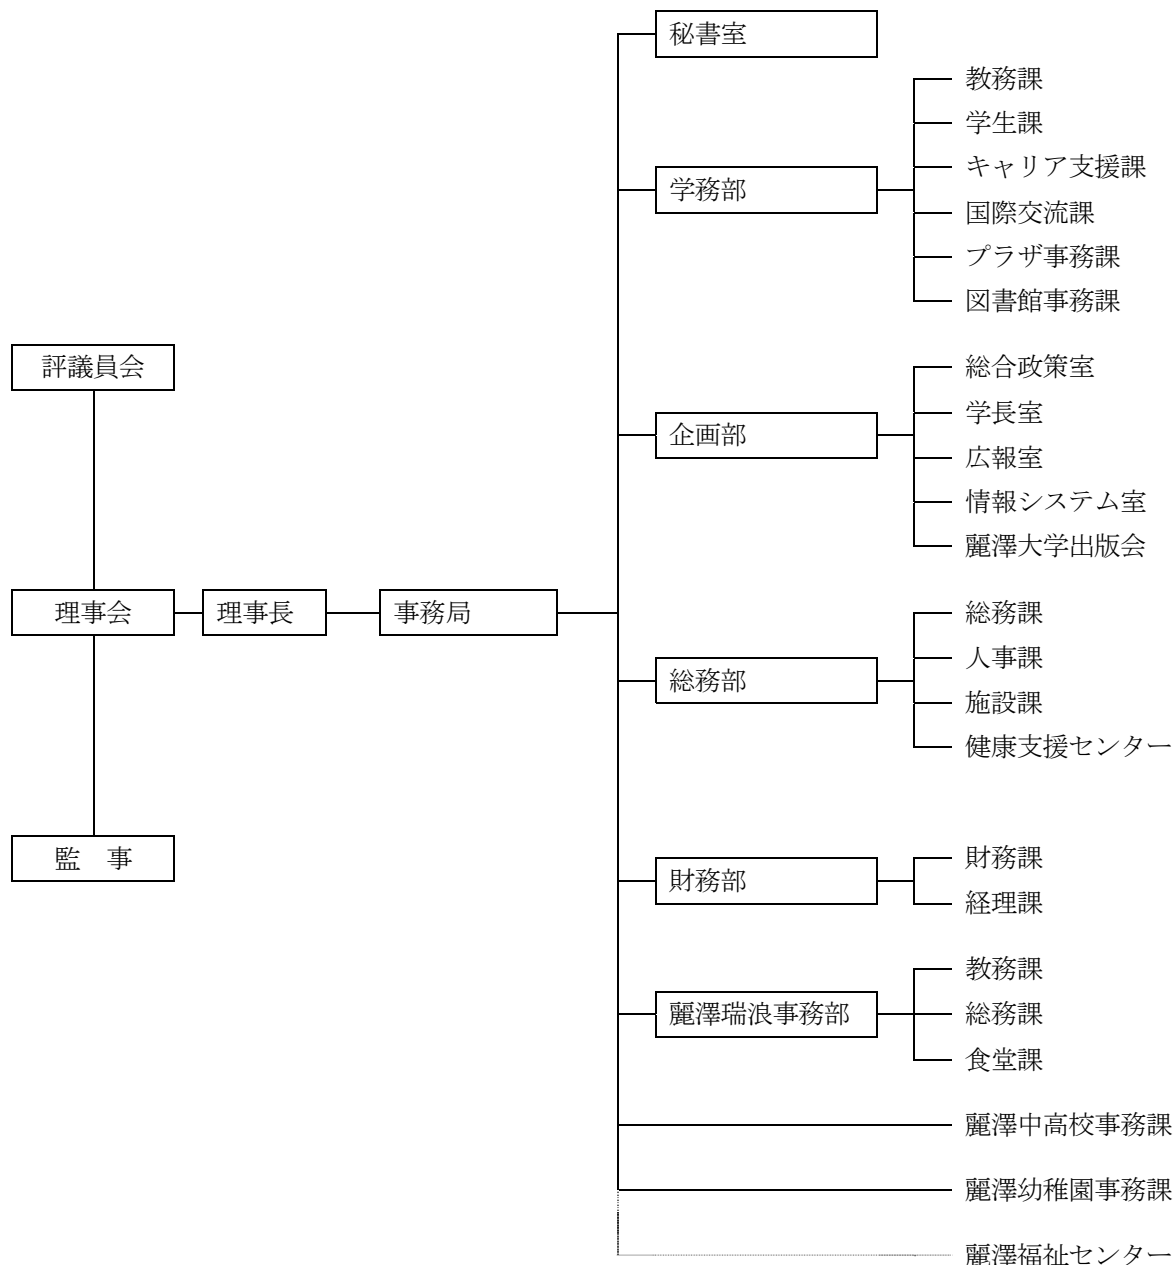 秘書室
教務課
学生課
キャリア支援課
学務部
国際交流課
プラザ事務課
図書館事務課
評議員会
総合政策室
学長室
企画部
広報室
情報システム室
麗澤大学出版会
理事会
理事長
事務局
総務課
人事課
総務部
施設課
健康支援センター
監　事
財務部
財務課
経理課
麗澤瑞浪事務部
教務課
総務課
食堂課
麗澤中高校事務課
麗澤幼稚園事務課
麗澤福祉センター